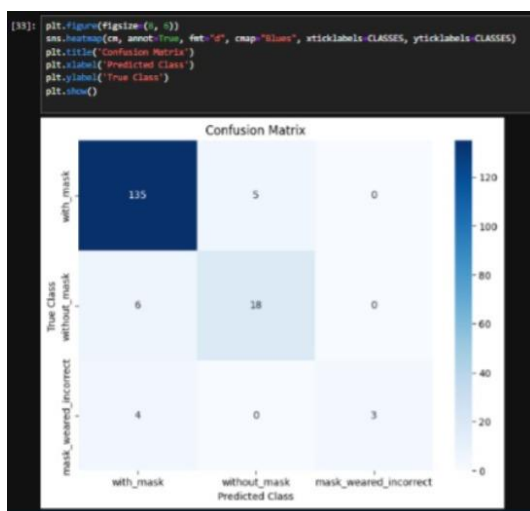 [33]: plt.figure(figsize=(8, 6))
sns.heatmap(cm, annot=True, fmt="d", cmap="Blues", xticklabels=CLASSES, yticklabels=CLASSES)
plt.title('Confusion Matrix')
plt.xlabel('Predicted Class')
plt.ylabel('True Class')
plt.show()
Confusion Matrix
True Class
with_mask
135 5 0
without_mask
6 18 0
mask_weared_incorrect
4 0 3
with_mask without_mask mask_weared_incorrect
Predicted Class
120
100
80
60
40
20
0